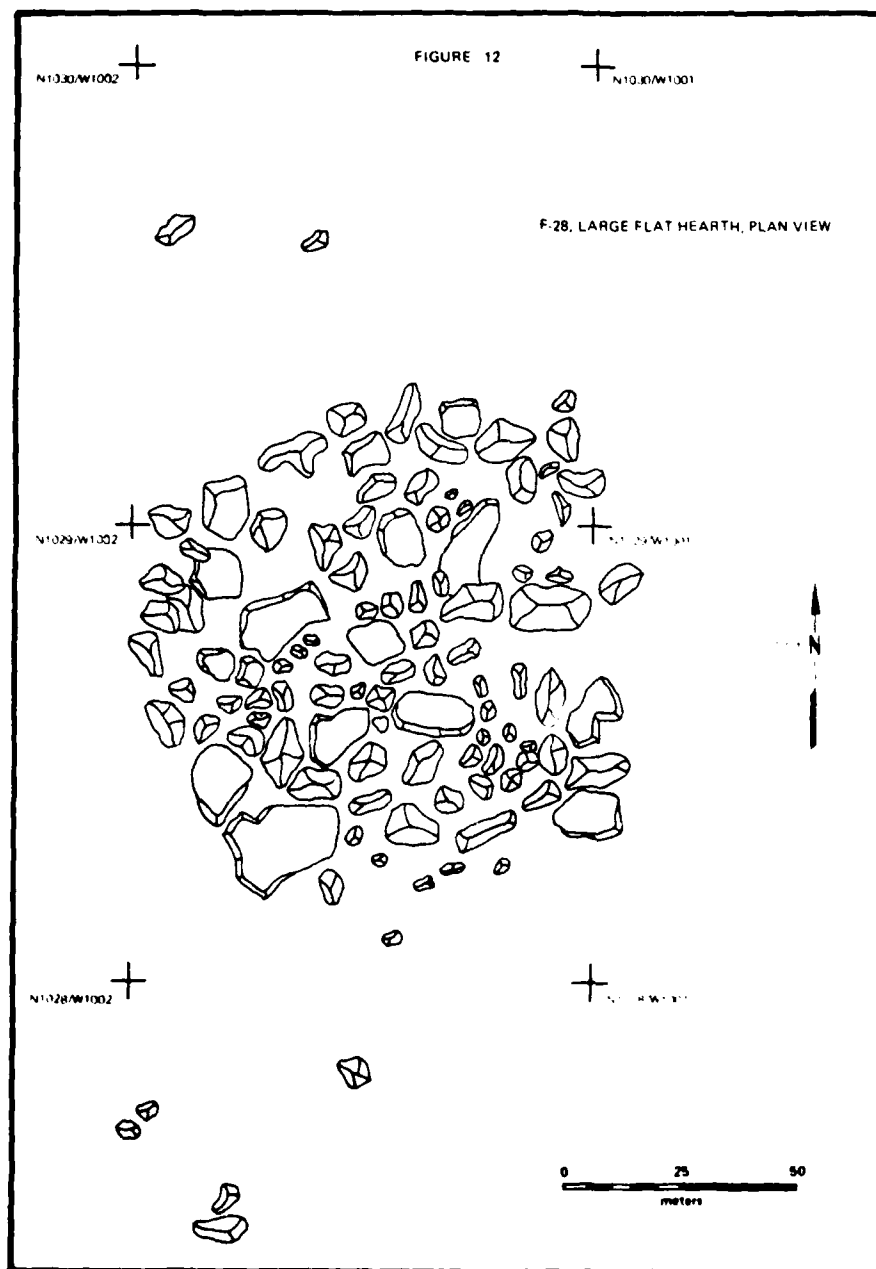 FIGURE 12
N1030/W1002
N1030/W1001
F-28, LARGE FLAT HEARTH, PLAN VIEW
N1029/W1002
N
N1028/W1002
0 25 50
meters